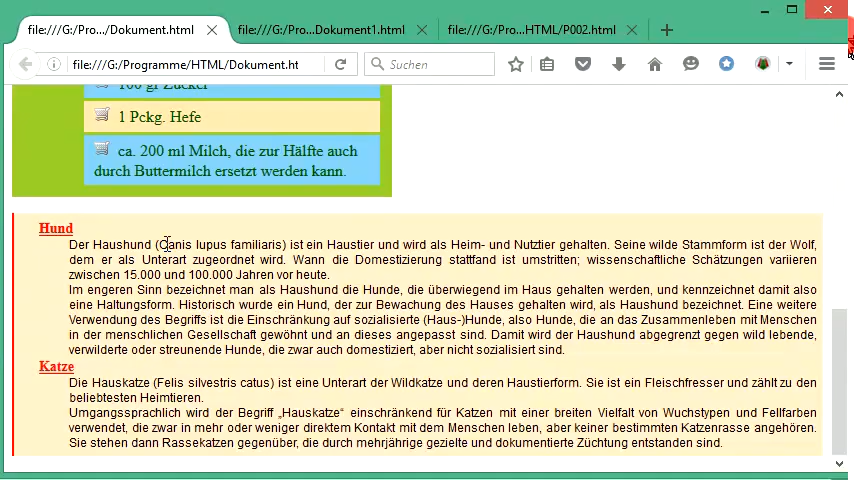 file:///G:/Pro.../Dokument.html
file:///G:/Pro...Dokument1.html
file:///G:/Pro...HTML/P002.html
file:///G:/Programme/HTML/Dokument.ht
Suchen
100 gr Zucker
1 Pckg. Hefe
ca. 200 ml Milch, die zur Hälfte auch
durch Buttermilch ersetzt werden kann.
Hund
Der Haushund (Canis lupus familiaris) ist ein Haustier und wird als Heim- und Nutztier gehalten. Seine wilde Stammform ist der Wolf,
dem er als Unterart zugeordnet wird. Wann die Domestizierung stattfand ist umstritten; wissenschaftliche Schätzungen variieren
zwischen 15.000 und 100.000 Jahren vor heute.
Im engeren Sinn bezeichnet man als Haushund die Hunde, die überwiegend im Haus gehalten werden, und kennzeichnet damit also
eine Haltungsform. Historisch wurde ein Hund, der zur Bewachung des Hauses gehalten wird, als Haushund bezeichnet. Eine weitere
Verwendung des Begriffs ist die Einschränkung auf sozialisierte (Haus-)Hunde, also Hunde, die an das Zusammenleben mit Menschen
in der menschlichen Gesellschaft gewöhnt und an dieses angepasst sind. Damit wird der Haushund abgegrenzt gegen wild lebende,
verwilderte oder streunende Hunde, die zwar auch domestiziert, aber nicht sozialisiert sind.
Katze
Die Hauskatze (Felis silvestris catus) ist eine Unterart der Wildkatze und deren Haustierform. Sie ist ein Fleischfresser und zählt zu den
beliebtesten Heimtieren.
Umgangssprachlich wird der Begriff „Hauskatze“ einschränkend für Katzen mit einer breiten Vielfalt von Wuchstypen und Fellfarben
verwendet, die zwar in mehr oder weniger direktem Kontakt mit dem Menschen leben, aber keiner bestimmten Katzenrasse angehören.
Sie stehen dann Rassekatzen gegenüber, die durch mehrjährige gezielte und dokumentierte Züchtung entstanden sind.